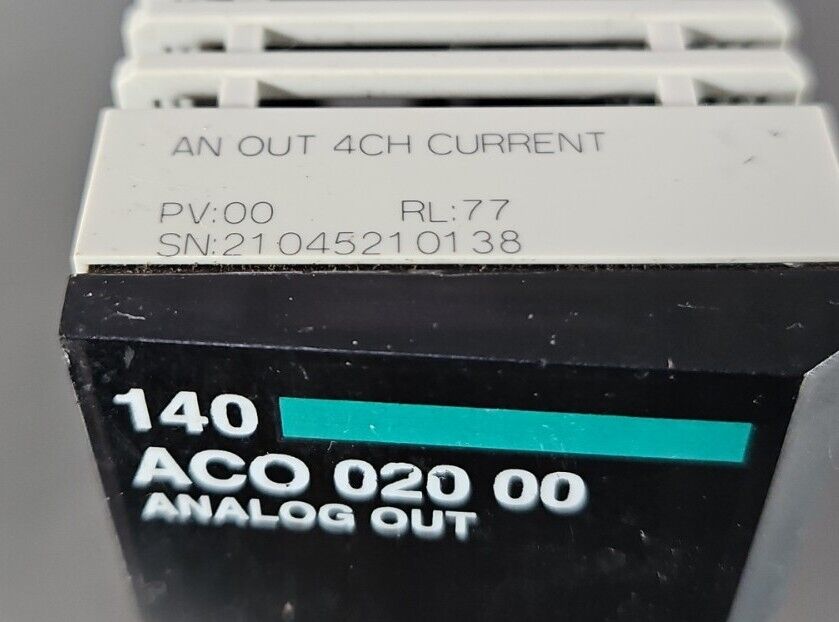 AN OUT 4CH CURRENT
PV:00 RL:77
SN:21045210138
140
ACO 020 00
ANALOG OUT